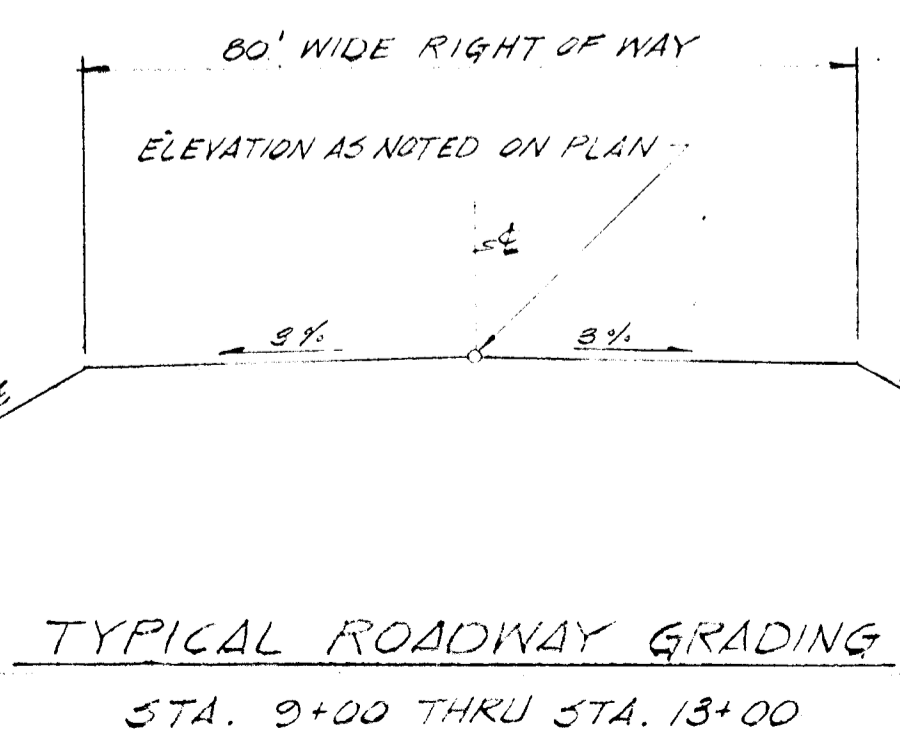 80' WIDE RIGHT OF WAY
ELEVATION AS NOTED ON PLAN
℄
3%
3%
TYPICAL ROADWAY GRADING
STA. 9+00 THRU STA. 13+00